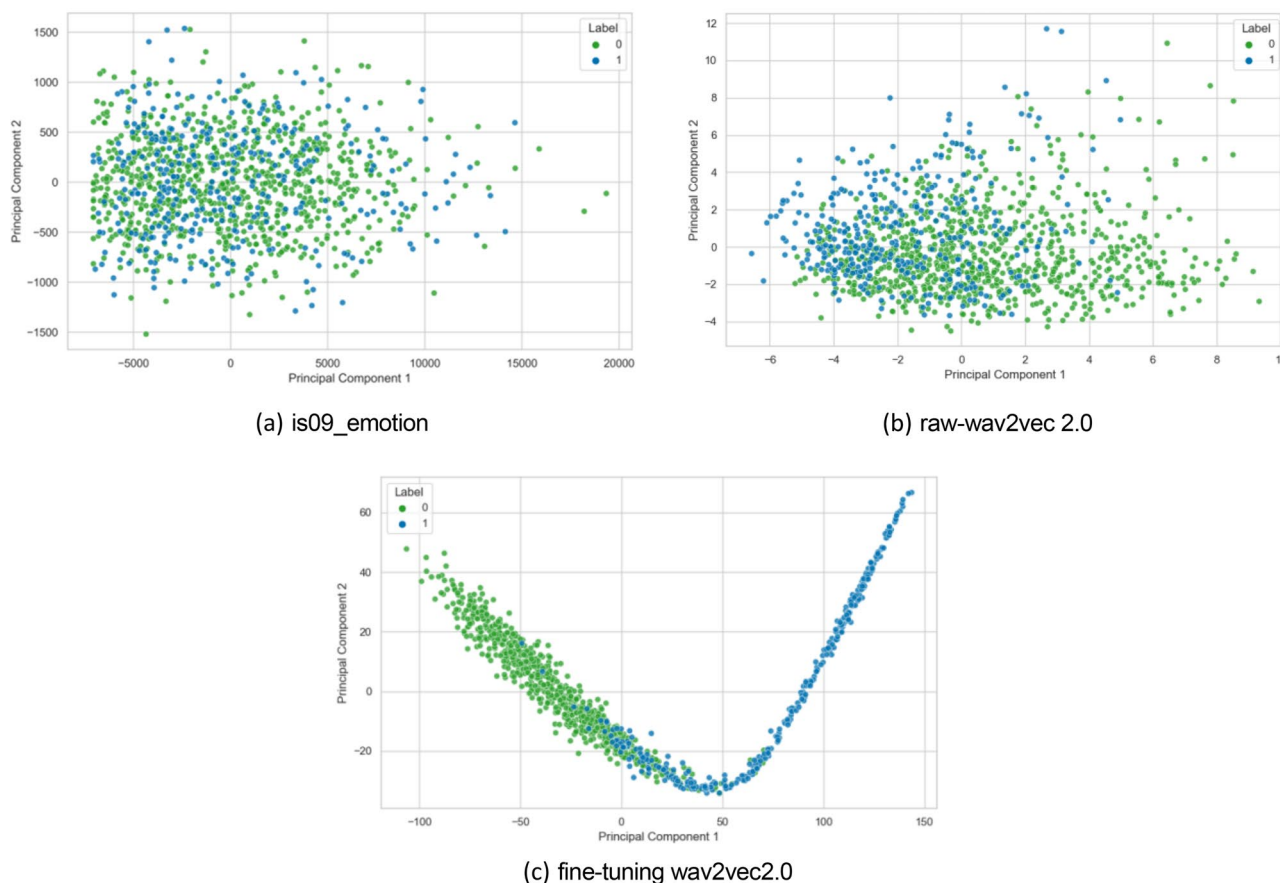 Label
0
1
1500
1000
500
0
−500
−1000
−1500
Principal Component 2
−5000 0 5000 10000 15000 20000
Principal Component 1
(a) is09_emotion
Label
0
1
12
10
8
6
4
2
0
−2
−4
Principal Component 2
−6 −4 −2 0 2 4 6 8 10
Principal Component 1
(b) raw-wav2vec 2.0
Label
0
1
60
40
20
0
−20
Principal Component 2
−100 −50 0 50 100 150
Principal Component 1
(c) fine-tuning wav2vec2.0